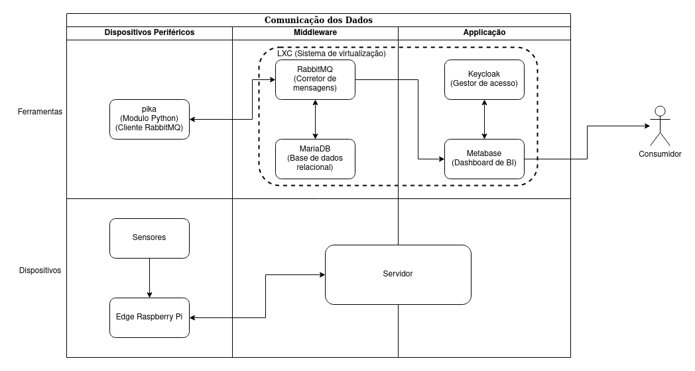 Comunicação dos Dados
Dispositivos Periféricos
Middleware
Applicação
LXC (Sistema de virtualização)
Ferramentas
pika
(Modulo Python)
(Cliente RabbitMQ)
RabbitMQ
(Corretor de
mensagens)
Keycloak
(Gestor de acesso)
MariaDB
(Base de dados
relacional)
Metabase
(Dashboard de BI)
Consumidor
Dispositivos
Sensores
Edge Raspberry Pi
Servidor